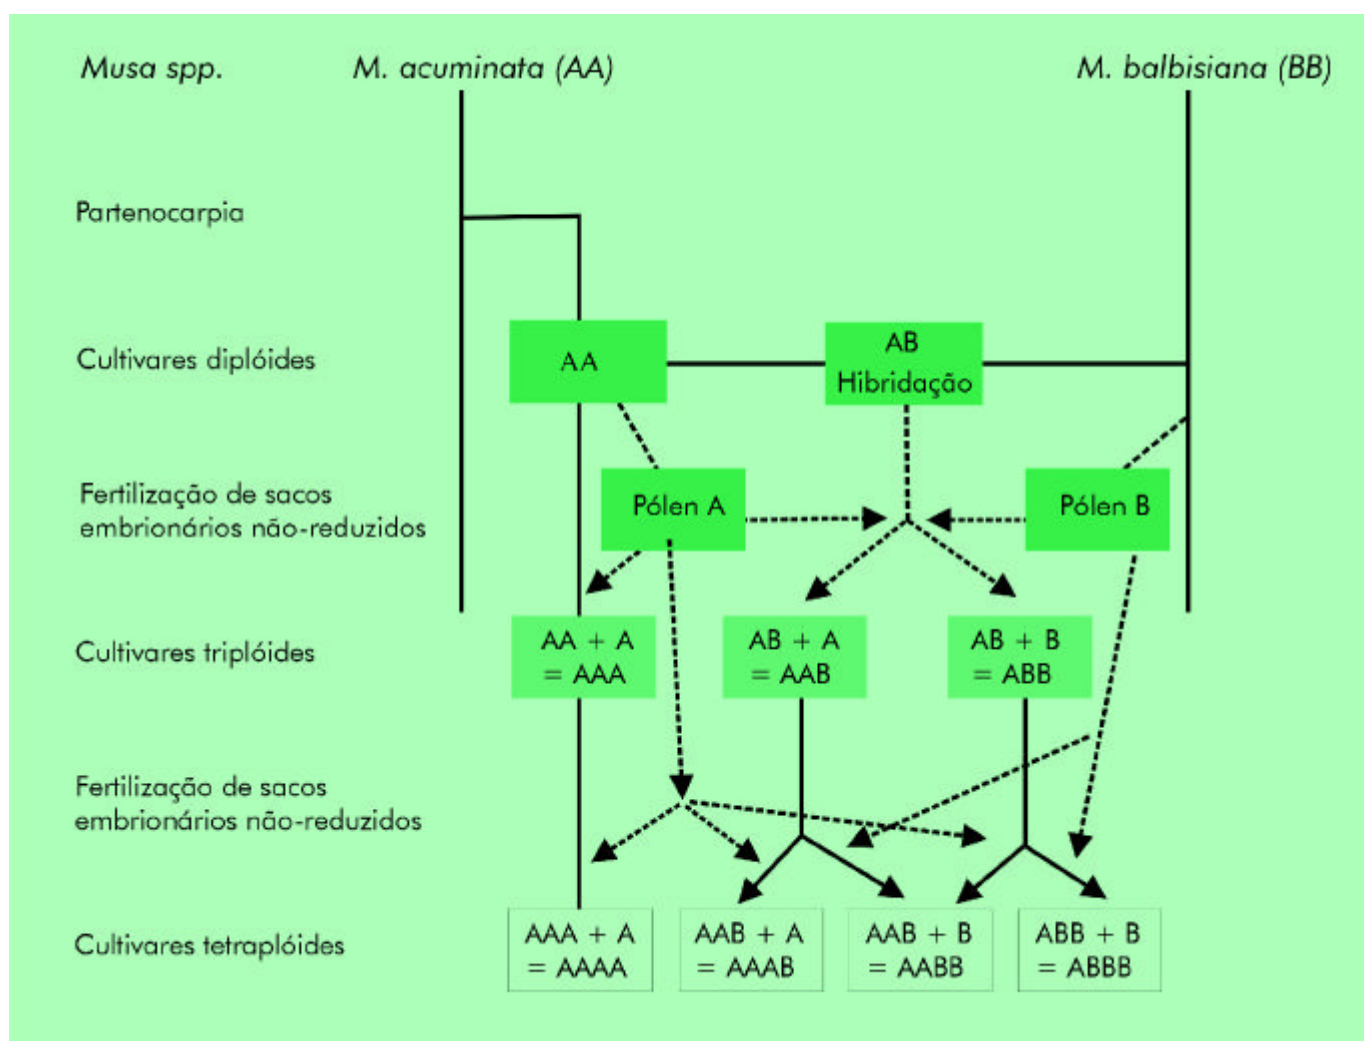 Musa spp.
M. acuminata (AA)
M. balbisiana (BB)
Partenocarpia
Cultivares diplóides
AA
AB
Hibridação
Fertilização de sacos
embrionários não-reduzidos
Pólen A
Pólen B
Cultivares triplóides
AA + A
= AAA
AB + A
= AAB
AB + B
= ABB
Fertilização de sacos
embrionários não-reduzidos
Cultivares tetraplóides
AAA + A
= AAAA
AAB + A
= AAAB
AAB + B
= AABB
ABB + B
= ABBB